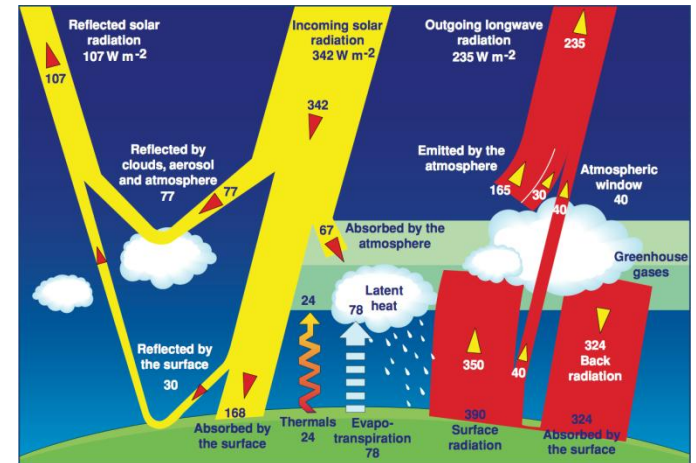 Reflected solar
radiation
107 W m-2
107
Incoming solar
radiation
342 W m-2
342
Outgoing longwave
radiation
235 W m-2
235
Reflected by
clouds, aerosol
and atmosphere
77
77
Emitted by the
atmosphere
165
30
40
Atmospheric
window
40
67
Absorbed by the
atmosphere
Greenhouse
gases
Latent
heat
24
78
Reflected by
the surface
30
350
40
324
Back
radiation
168
Absorbed by
the surface
Thermals
24
Evapo-
transpiration
78
390
Surface
radiation
324
Absorbed by
the surface